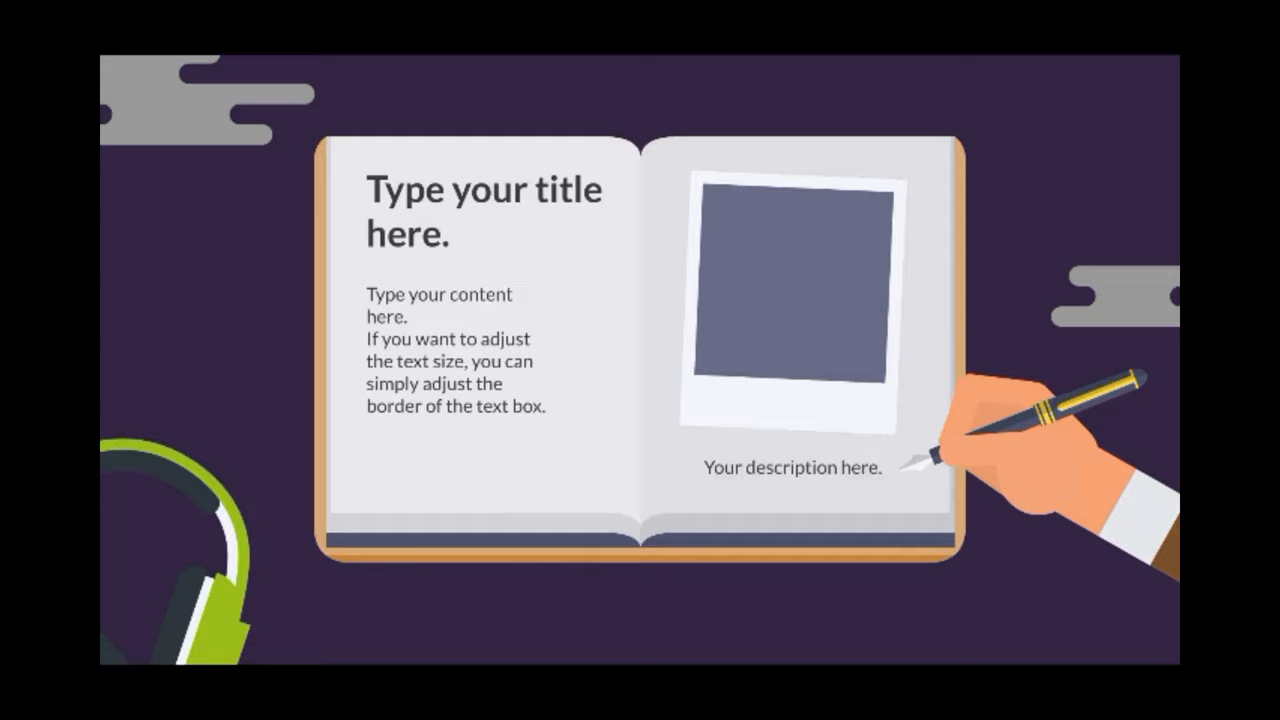 Type your title
here.
Type your content
here.
If you want to adjust
the text size, you can
simply adjust the
border of the text box.
Your description here.